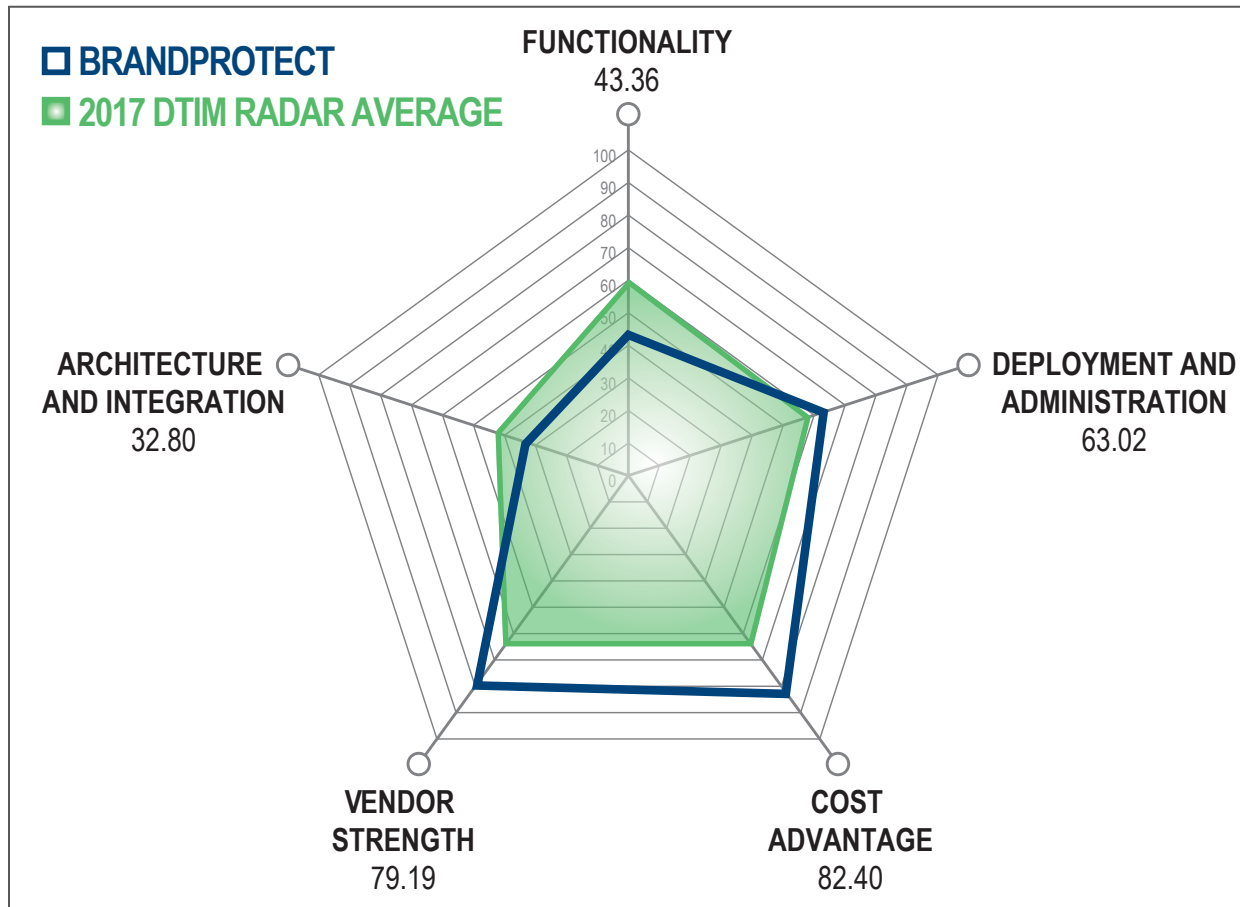 BRANDPROTECT
2017 DTIM RADAR AVERAGE
FUNCTIONALITY
43.36
100
90
80
70
60
50
40
30
20
10
0
ARCHITECTURE
AND INTEGRATION
32.80
DEPLOYMENT AND
ADMINISTRATION
63.02
VENDOR
STRENGTH
79.19
COST
ADVANTAGE
82.40